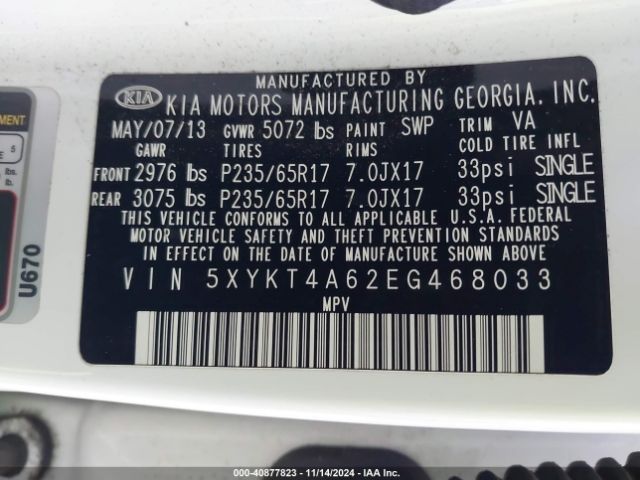 MANUFACTURED BY
KIA KIA MOTORS MANUFACTURING GEORGIA. INC.
MAY/07/13 GVWR 5072 lbs PAINT SWP TRIM VA
GAWR TIRES RIMS COLD TIRE INFL
FRONT 2976 lbs P235/65R17 7.0JX17 33psi SINGLE
REAR 3075 lbs P235/65R17 7.0JX17 33psi SINGLE
THIS VEHICLE CONFORMS TO ALL APPLICABLE U.S.A. FEDERAL
MOTOR VEHICLE SAFETY AND THEFT PREVENTION
STANDARDS IN EFFECT ON THE DATE OF MANUFACTURE SHOWN ABOVE
VIN 5XYKT4A62EG468033
MPV
5
lbs.
U670
000-40877823 - 11/14/2024 - IAA Inc.